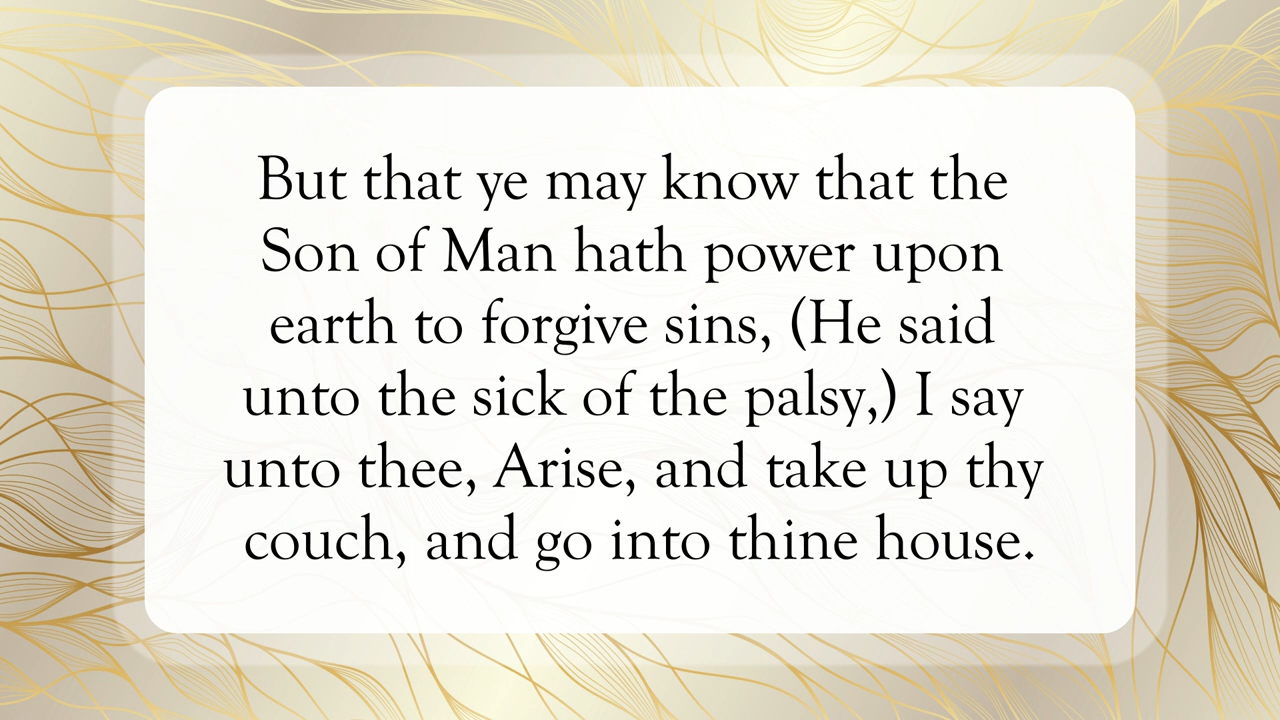 But that ye may know that the
Son of Man hath power upon
earth to forgive sins, (He said
unto the sick of the palsy,) I say
unto thee, Arise, and take up thy
couch, and go into thine house.